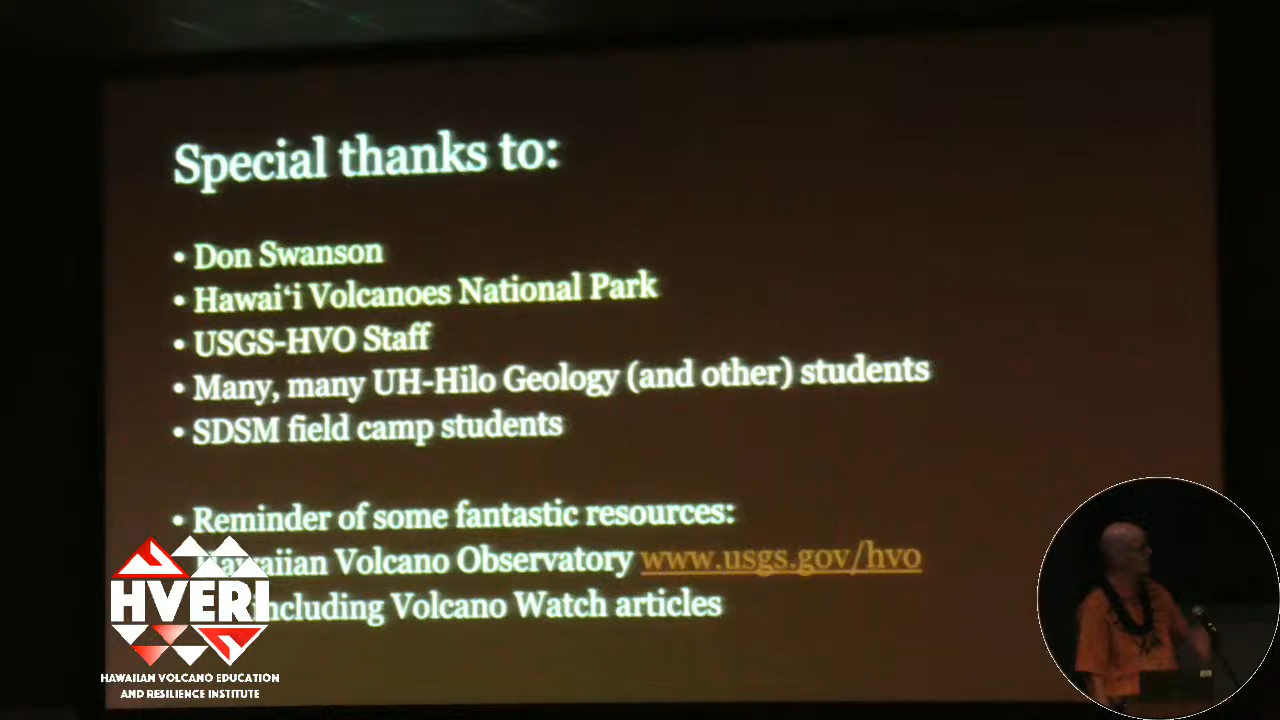 Special thanks to:
• Don Swanson
• Hawaiʻi Volcanoes National Park
• USGS-HVO Staff
• Many, many UH-Hilo Geology (and other) students
• SDSM field camp students
• Reminder of some fantastic resources:
Hawaiian Volcano Observatory www.usgs.gov/hvo
including Volcano Watch articles
HVERI
HAWAIIAN VOLCANO EDUCATION
AND RESILIENCE INSTITUTE